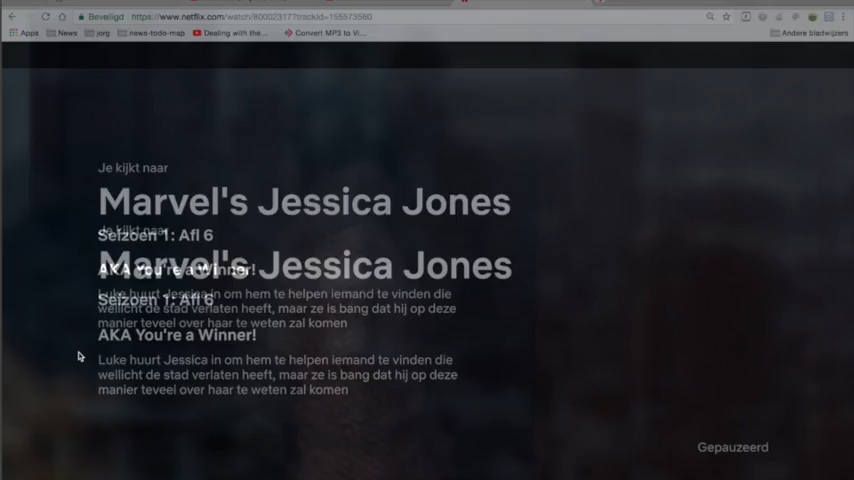 Beveiligd https://www.netflix.com/watch/80002317?trackId=155573560
Apps News jorg news-todo-map Dealing with the... Convert MP3 to Vi... Andere bladwijzers
Je kijkt naar
Marvel's Jessica Jones
Je kijkt naar
Seizoen 1: Afl 6
Marvel's Jessica Jones
AKA You're a Winner!
Luke huurt Jessica in om hem te helpen iemand te vinden die
Seizoen 1: Afl 6
wellicht de stad verlaten heeft, maar ze is bang dat hij op deze
manier teveel over haar te weten zal komen
AKA You're a Winner!
Luke huurt Jessica in om hem te helpen iemand te vinden die
wellicht de stad verlaten heeft, maar ze is bang dat hij op deze
manier teveel over haar te weten zal komen
Gepauzeerd